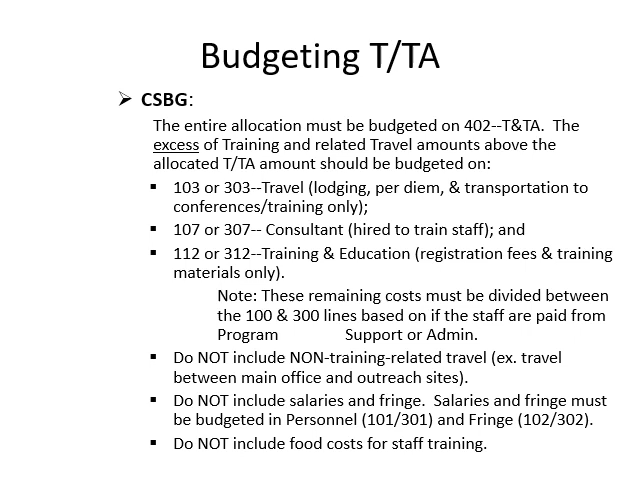 Budgeting T/TA
➢ CSBG:
The entire allocation must be budgeted on 402--T&TA.  The
excess of Training and related Travel amounts above the
allocated T/TA amount should be budgeted on:
▪ 103 or 303--Travel (lodging, per diem, & transportation to
conferences/training only);
▪ 107 or 307-- Consultant (hired to train staff); and
▪ 112 or 312--Training & Education (registration fees & training
materials only).
Note: These remaining costs must be divided between
the 100 & 300 lines based on if the staff are paid from
Program Support or Admin.
▪ Do NOT include NON-training-related travel (ex. travel
between main office and outreach sites).
▪ Do NOT include salaries and fringe.  Salaries and fringe must
be budgeted in Personnel (101/301) and Fringe (102/302).
▪ Do NOT include food costs for staff training.